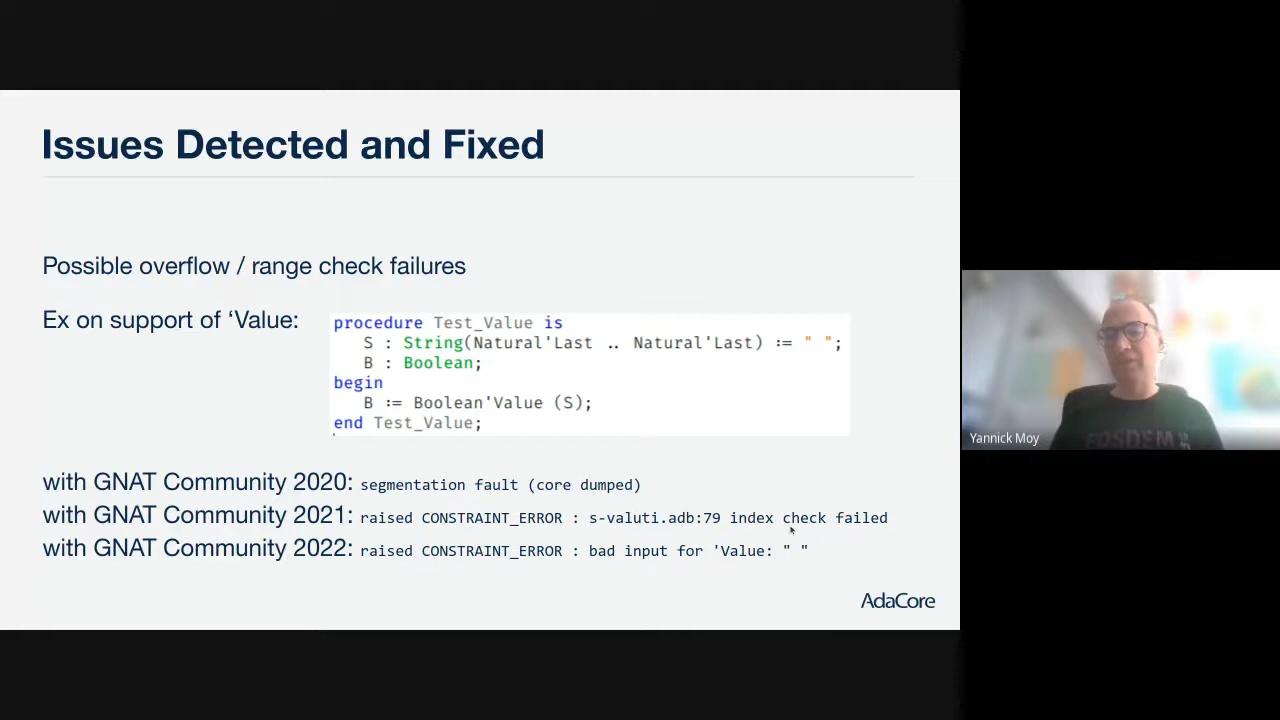 Issues Detected and Fixed
Possible overflow / range check failures
Ex on support of ‘Value:
procedure Test_Value is
S : String(Natural'Last .. Natural'Last) := " ";
B : Boolean;
begin
B := Boolean'Value (S);
end Test_Value;
with GNAT Community 2020: segmentation fault (core dumped)
with GNAT Community 2021: raised CONSTRAINT_ERROR : s-valuti.adb:79 index check failed
with GNAT Community 2022: raised CONSTRAINT_ERROR : bad input for 'Value: " "
AdaCore
Yannick Moy
FOSDEM